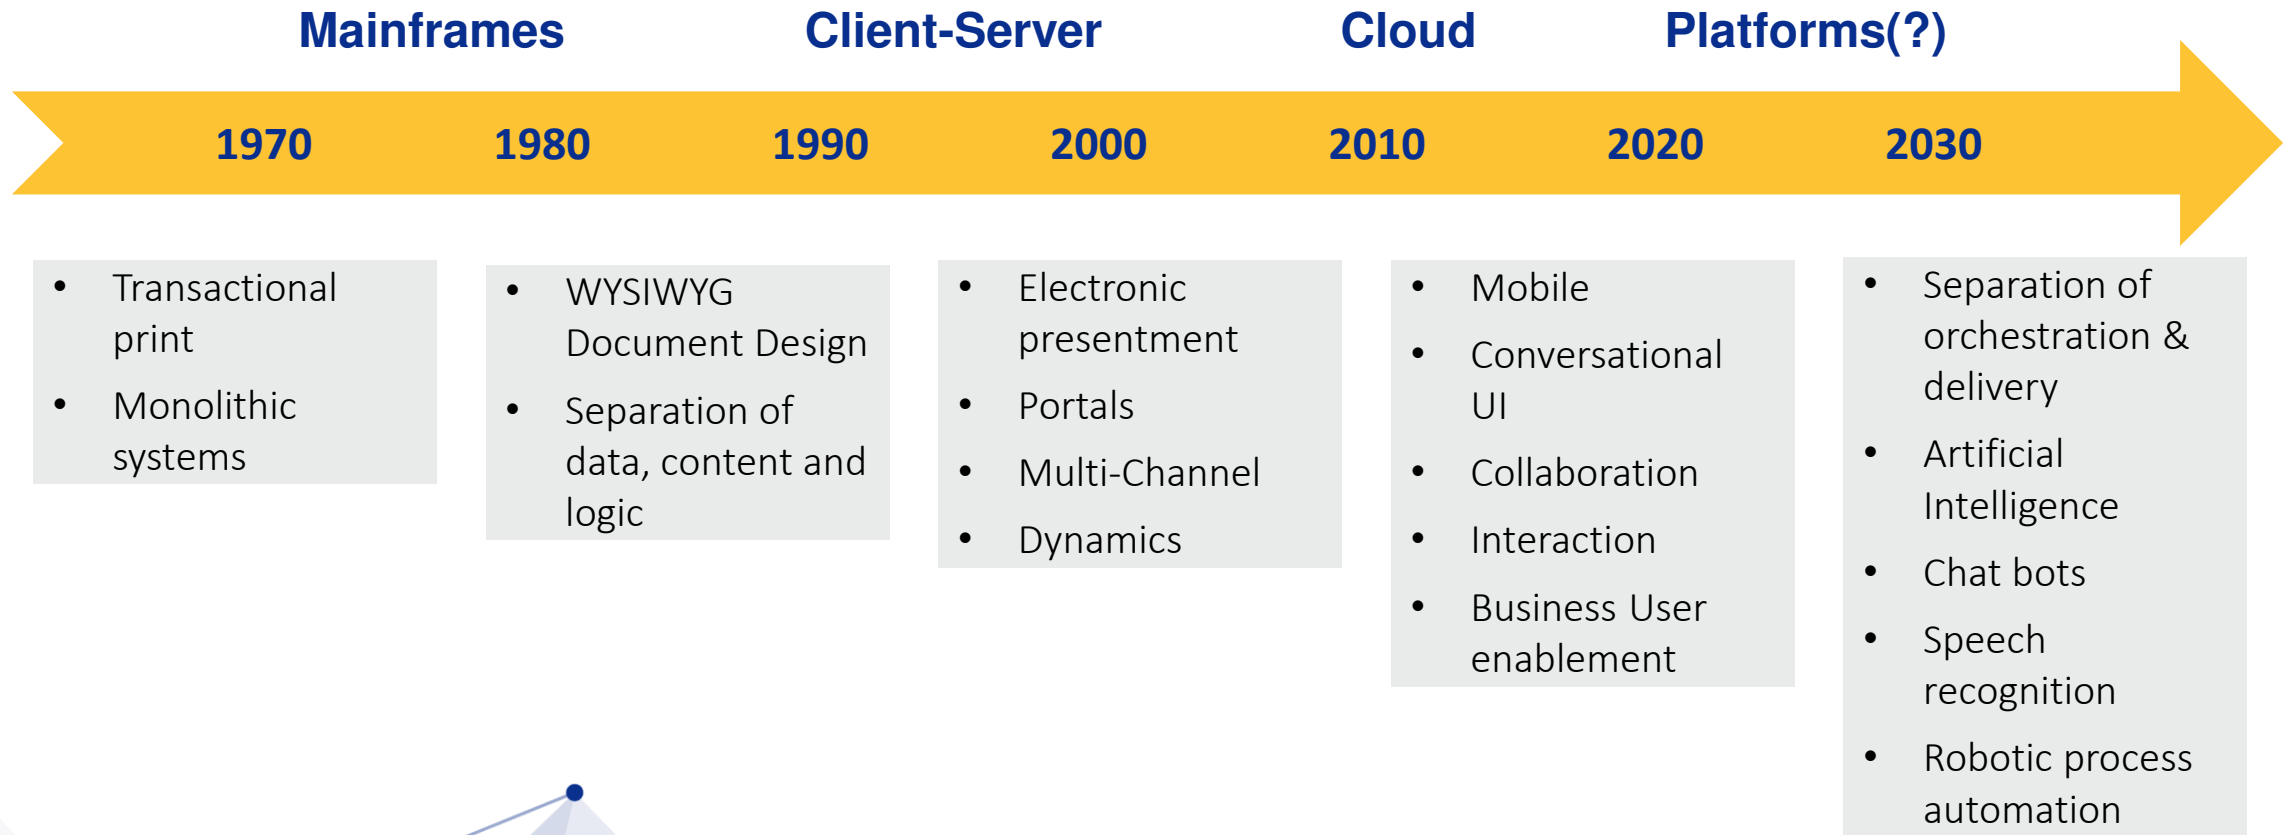 Mainframes Client-Server Cloud Platforms(?)
1970 1980 1990 2000 2010 2020 2030
• Transactional
print
• Monolithic
systems
• WYSIWYG
Document Design
• Separation of
data, content and
logic
• Electronic
presentment
• Portals
• Multi-Channel
• Dynamics
• Mobile
• Conversational
UI
• Collaboration
• Interaction
• Business User
enablement
• Separation of
orchestration &
delivery
• Artificial
Intelligence
• Chat bots
• Speech
recognition
• Robotic process
automation